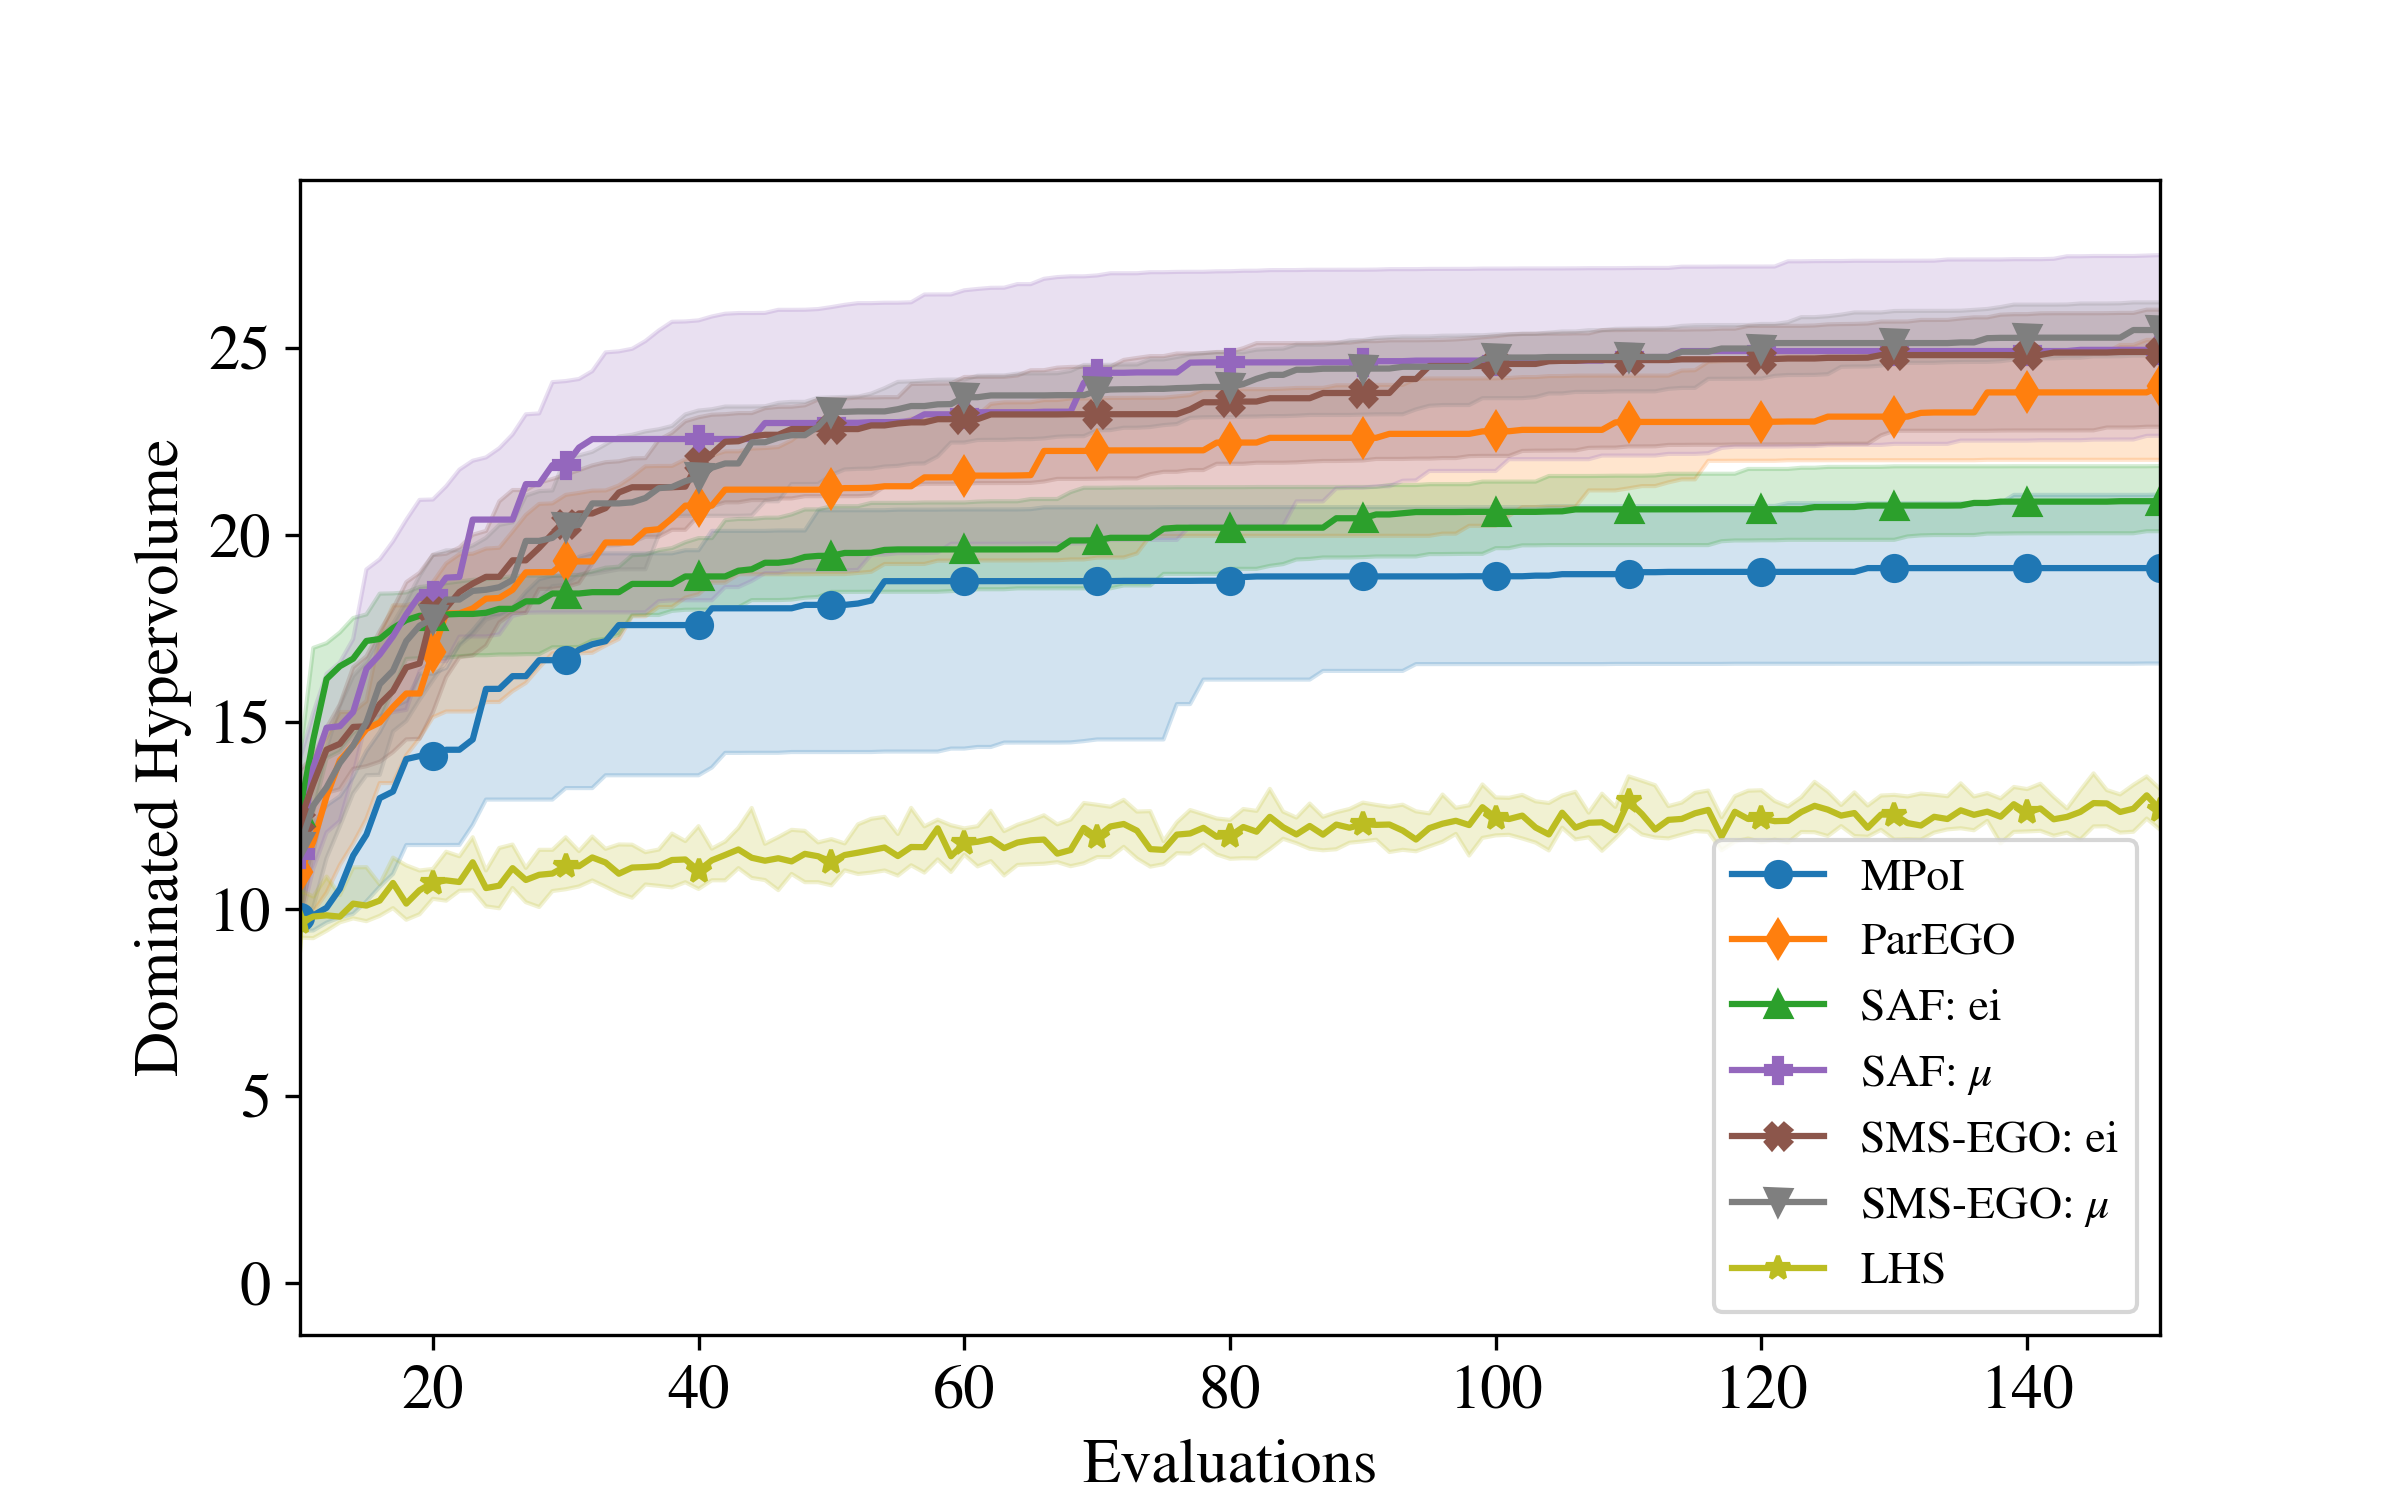 Dominated Hypervolume
25
20
15
10
5
0
20 40 60 80 100 120 140
Evaluations
MPoI
ParEGO
SAF: ei
SAF: μ
SMS-EGO: ei
SMS-EGO: μ
LHS